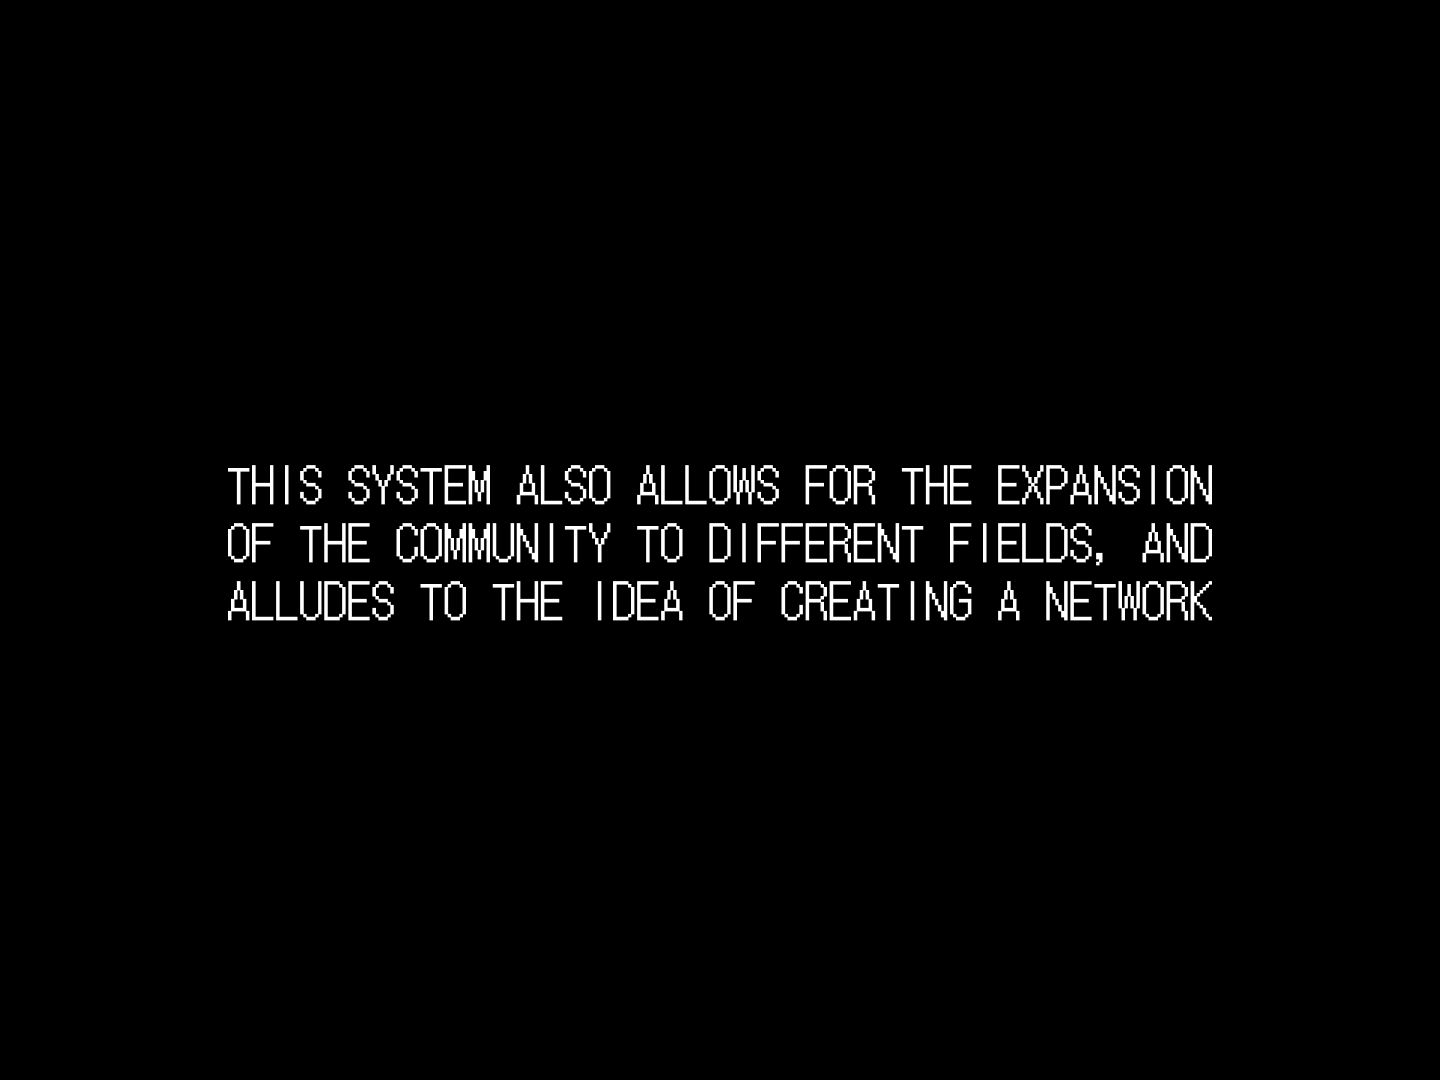 THIS SYSTEM ALSO ALLOWS FOR THE EXPANSION
OF THE COMMUNITY TO DIFFERENT FIELDS, AND
ALLUDES TO THE IDEA OF CREATING A NETWORK